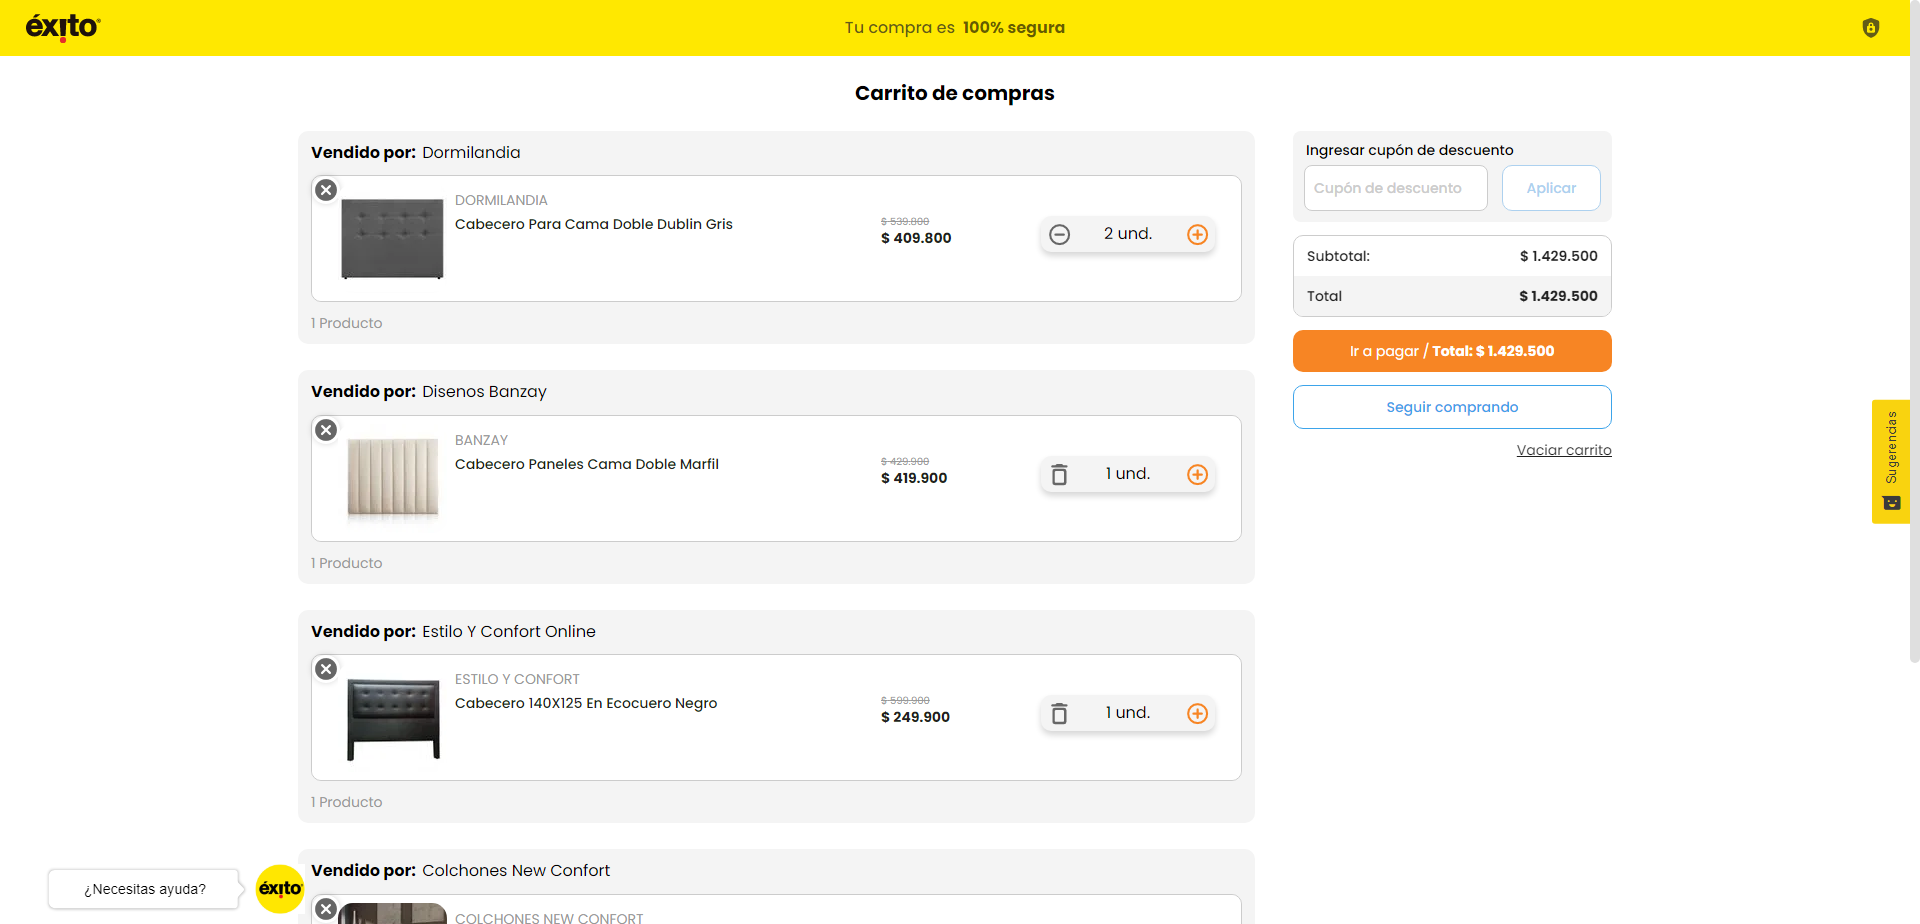 éxito
Tu compra es 100% segura
Carrito de compras
Vendido por: Dormilandia
DORMILANDIA
Cabecero Para Cama Doble Dublin Gris
$ 539.800
$ 409.800
2 und.
1 Producto
Vendido por: Disenos Banzay
BANZAY
Cabecero Paneles Cama Doble Marfil
$ 429.900
$ 419.900
1 und.
1 Producto
Vendido por: Estilo Y Confort Online
ESTILO Y CONFORT
Cabecero 140X125 En Ecocuero Negro
$ 599.900
$ 249.900
1 und.
1 Producto
Vendido por: Colchones New Confort
COLCHONES NEW CONFORT
Ingresar cupón de descuento
Cupón de descuento
Aplicar
Subtotal: $ 1.429.500
Total $ 1.429.500
Ir a pagar / Total: $ 1.429.500
Seguir comprando
Vaciar carrito
Sugerencias
¿Necesitas ayuda?
éxito